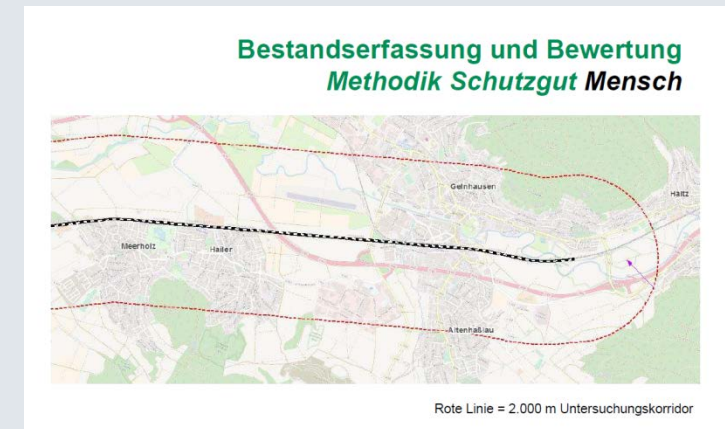 Bestandserfassung und Bewertung
Methodik Schutzgut Mensch
Gelnhausen
Haitz
Meerholz
Hailer
Altenhaßlau
Rote Linie = 2.000 m Untersuchungskorridor